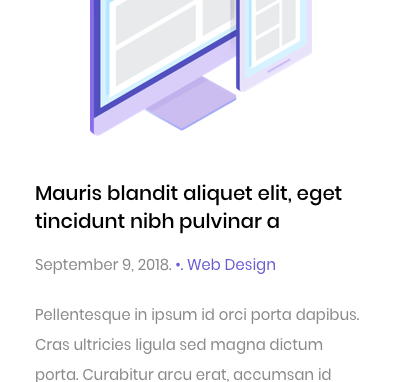 Mauris blandit aliquet elit, eget
tincidunt nibh pulvinar a
September 9, 2018. •. Web Design
Pellentesque in ipsum id orci porta dapibus.
Cras ultricies ligula sed magna dictum
porta. Curabitur arcu erat, accumsan id